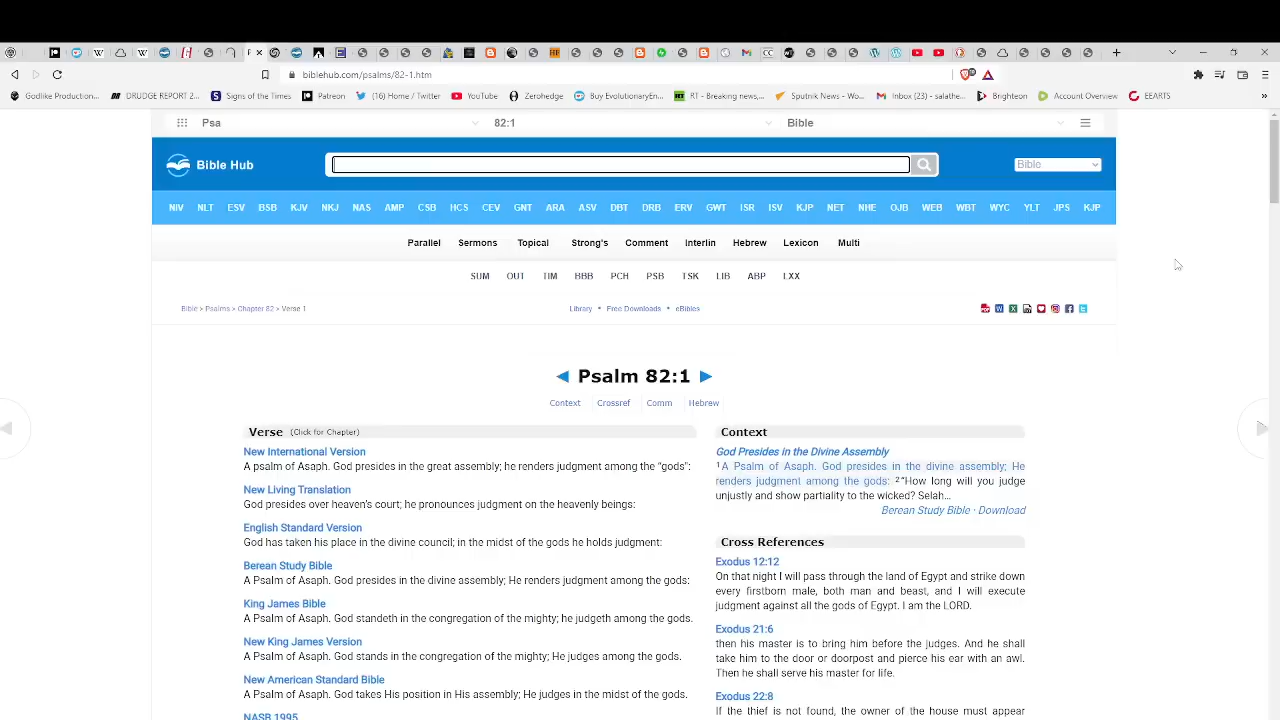 biblehub.com/psalms/82-1.htm
Godlike Production... DRUDGE REPORT 2... Signs of the Times Patreon (16) Home / Twitter YouTube Zerohedge Buy EvolutionaryEn... RT - Breaking news,... Sputnik News - Wo... Inbox (23) - salathe... Brighteon Account Overview EEARTS
Psa 82:1 Bible
Bible Hub Bible
NIV NLT ESV BSB KJV NKJ NAS AMP CSB HCS CEV GNT ARA ASV DBT DRB ERV GWT ISR ISV KJP NET NHE OJB WEB WBT WYC YLT JPS KJP
Parallel Sermons Topical Strong's Comment Interlin Hebrew Lexicon Multi
SUM OUT TIM BBB PCH PSB TSK LIB ABP LXX
Bible > Psalms > Chapter 82 > Verse 1 Library • Free Downloads • eBibles
◄ Psalm 82:1 ►
Context Crossref Comm Hebrew
Verse (Click for Chapter)
New International Version
A psalm of Asaph. God presides in the great assembly; he renders judgment among the “gods”:
New Living Translation
God presides over heaven’s court; he pronounces judgment on the heavenly beings:
English Standard Version
God has taken his place in the divine council; in the midst of the gods he holds judgment:
Berean Study Bible
A Psalm of Asaph. God presides in the divine assembly; He renders judgment among the gods:
King James Bible
A Psalm of Asaph. God standeth in the congregation of the mighty; he judgeth among the gods.
New King James Version
A Psalm of Asaph. God stands in the congregation of the mighty; He judges among the gods.
New American Standard Bible
A Psalm of Asaph. God takes His position in His assembly; He judges in the midst of the gods.
NASB 1995
Context
God Presides in the Divine Assembly
1A Psalm of Asaph. God presides in the divine assembly; He
renders judgment among the gods: 2“How long will you judge
unjustly and show partiality to the wicked? Selah...
Berean Study Bible · Download
Cross References
Exodus 12:12
On that night I will pass through the land of Egypt and strike down
every firstborn male, both man and beast, and I will execute
judgment against all the gods of Egypt. I am the LORD.
Exodus 21:6
then his master is to bring him before the judges. And he shall
take him to the door or doorpost and pierce his ear with an awl.
Then he shall serve his master for life.
Exodus 22:8
If the thief is not found, the owner of the house must appear